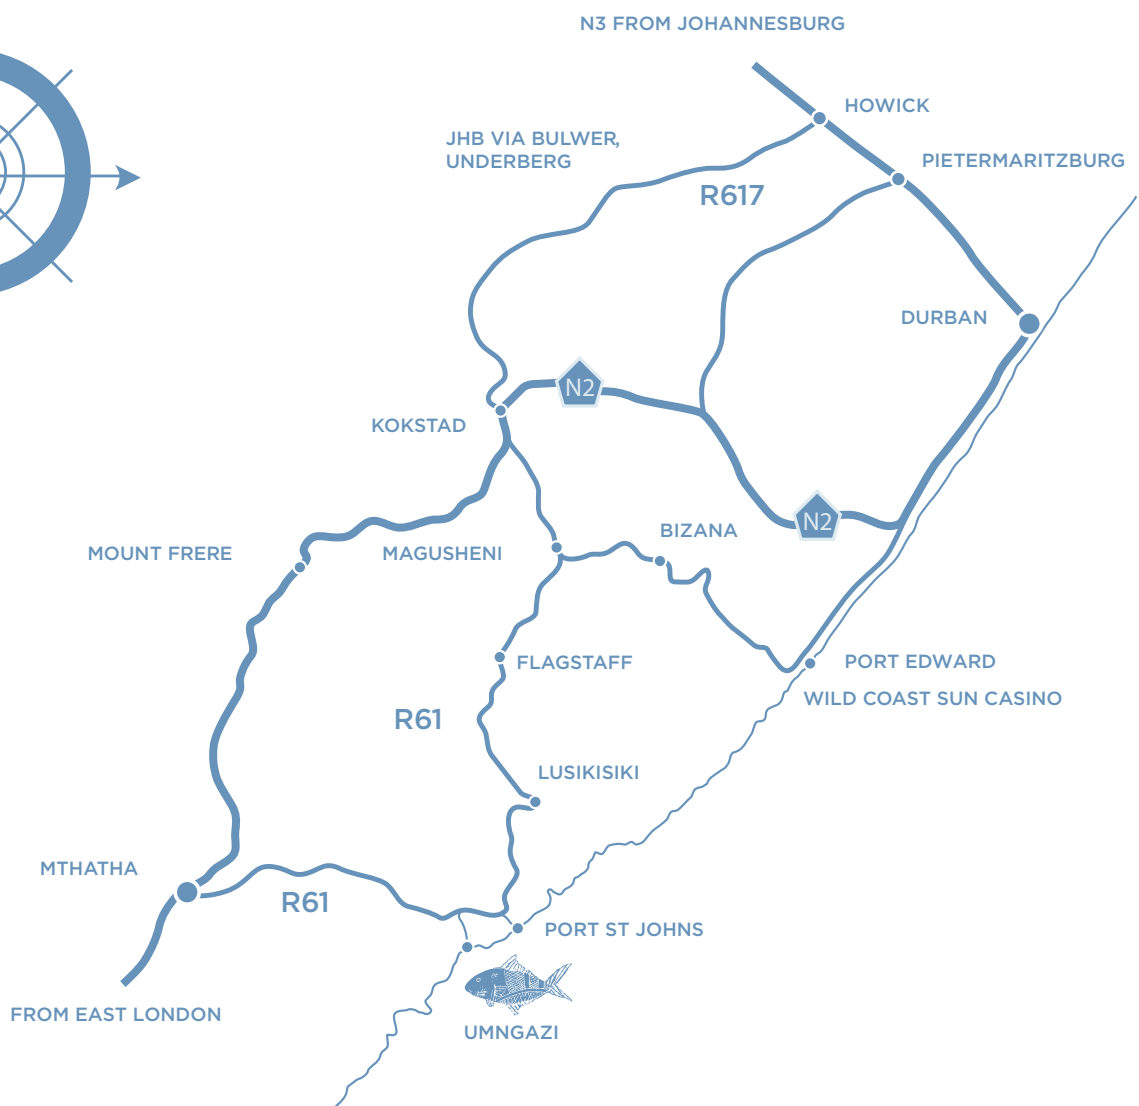 N3 FROM JOHANNESBURG
HOWICK
JHB VIA BULWER,
UNDERBERG
PIETERMARITZBURG
R617
DURBAN
N2
KOKSTAD
N2
BIZANA
MOUNT FRERE
MAGUSHENI
FLAGSTAFF
PORT EDWARD
WILD COAST SUN CASINO
R61
LUSIKISIKI
MTHATHA
R61
PORT ST JOHNS
FROM EAST LONDON
UMNGAZI